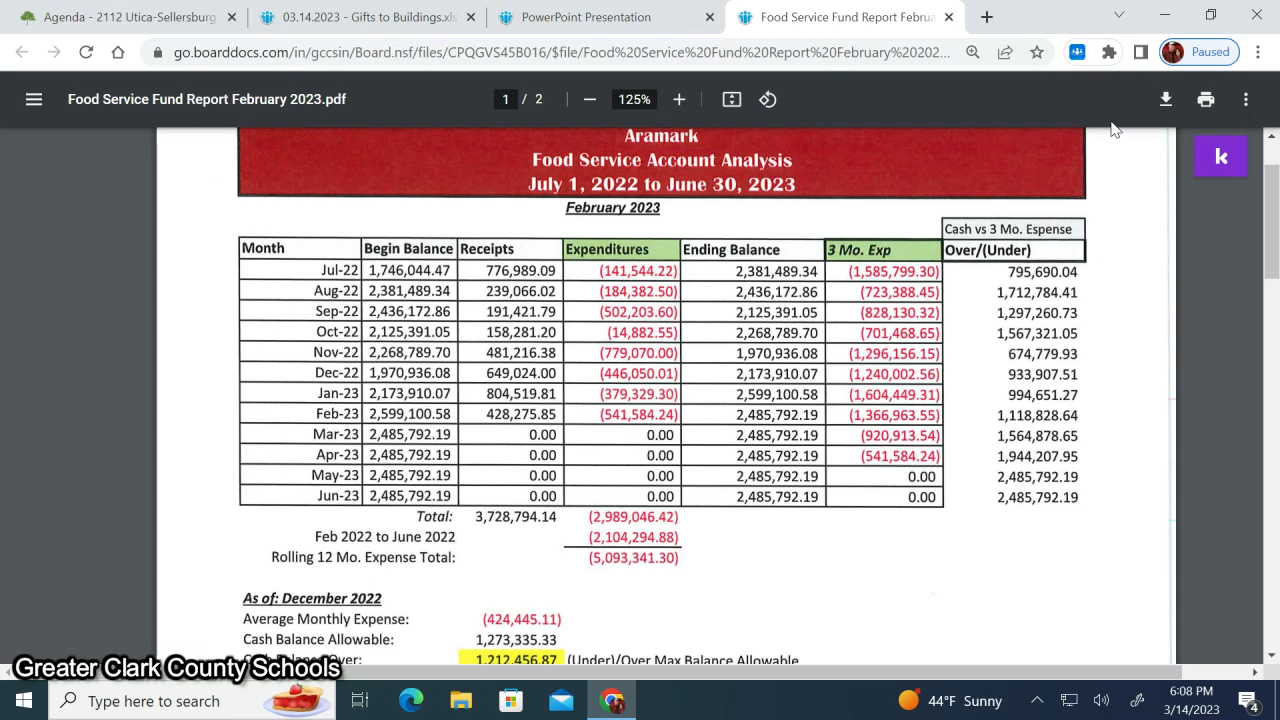 Agenda - 2112 Utica-Sellersburg
03.14.2023 - Gifts to Buildings.xls
PowerPoint Presentation
Food Service Fund Report Februa
go.boarddocs.com/in/gccsin/Board.nsf/files/CPQGVS45B016/$file/Food%20Service%20Fund%20Report%20February%20202...
Paused
Food Service Fund Report February 2023.pdf
1 / 2
125%
k
Aramark
Food Service Account Analysis
July 1, 2022 to June 30, 2023
February 2023
Cash vs 3 Mo. Espense
Month Begin Balance Receipts Expenditures Ending Balance 3 Mo. Exp Over/(Under)
Jul-22 1,746,044.47 776,989.09 (141,544.22) 2,381,489.34 (1,585,799.30) 795,690.04
Aug-22 2,381,489.34 239,066.02 (184,382.50) 2,436,172.86 (723,388.45) 1,712,784.41
Sep-22 2,436,172.86 191,421.79 (502,203.60) 2,125,391.05 (828,130.32) 1,297,260.73
Oct-22 2,125,391.05 158,281.20 (14,882.55) 2,268,789.70 (701,468.65) 1,567,321.05
Nov-22 2,268,789.70 481,216.38 (779,070.00) 1,970,936.08 (1,296,156.15) 674,779.93
Dec-22 1,970,936.08 649,024.00 (446,050.01) 2,173,910.07 (1,240,002.56) 933,907.51
Jan-23 2,173,910.07 804,519.81 (379,329.30) 2,599,100.58 (1,604,449.31) 994,651.27
Feb-23 2,599,100.58 428,275.85 (541,584.24) 2,485,792.19 (1,366,963.55) 1,118,828.64
Mar-23 2,485,792.19 0.00 0.00 2,485,792.19 (920,913.54) 1,564,878.65
Apr-23 2,485,792.19 0.00 0.00 2,485,792.19 (541,584.24) 1,944,207.95
May-23 2,485,792.19 0.00 0.00 2,485,792.19 0.00 2,485,792.19
Jun-23 2,485,792.19 0.00 0.00 2,485,792.19 0.00 2,485,792.19
Total: 3,728,794.14 (2,989,046.42)
Feb 2022 to June 2022 (2,104,294.88)
Rolling 12 Mo. Expense Total: (5,093,341.30)
As of: December 2022
Average Monthly Expense: (424,445.11)
Cash Balance Allowable: 1,273,335.33
Cash Balance Over: 1,212,456.87 (Under)/Over Max Balance Allowable
Greater Clark County Schools
Type here to search
44°F Sunny
6:08 PM
3/14/2023
4